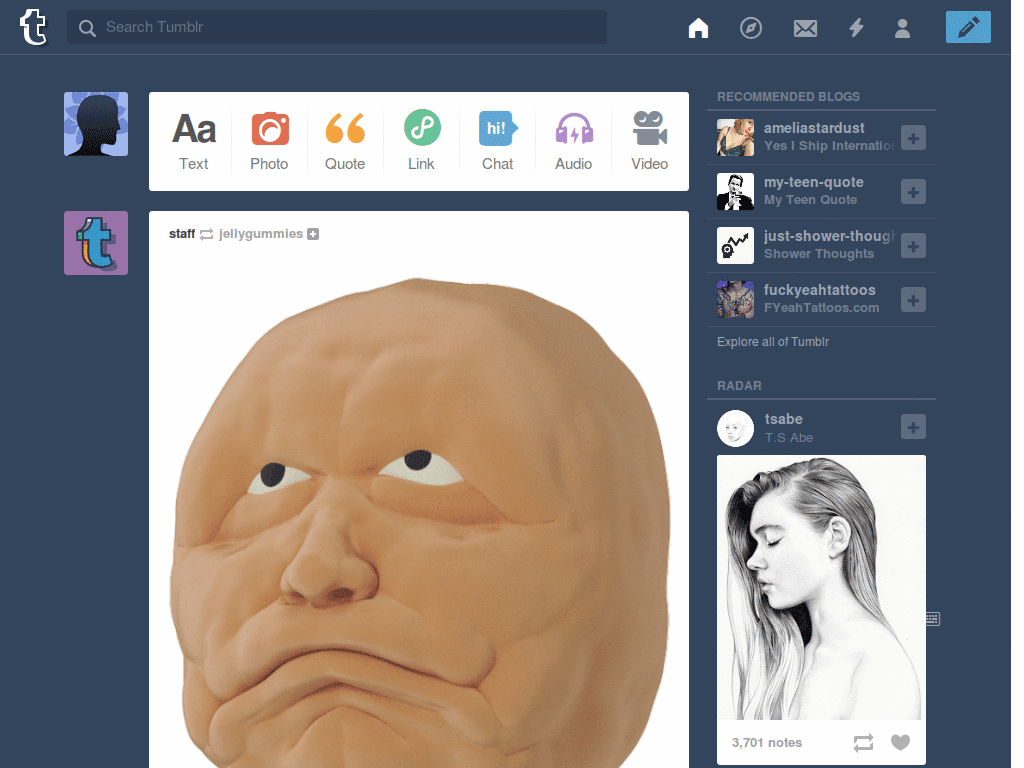 Search Tumblr
Aa
Text
Photo
Quote
Link
hi!
Chat
Audio
Video
staff jellygummies
RECOMMENDED BLOGS
ameliastardust
Yes I Ship Internatio
my-teen-quote
My Teen Quote
just-shower-though
Shower Thoughts
fuckyeahtattoos
FYeahTattoos.com
Explore all of Tumblr
RADAR
tsabe
T.S Abe
3,701 notes